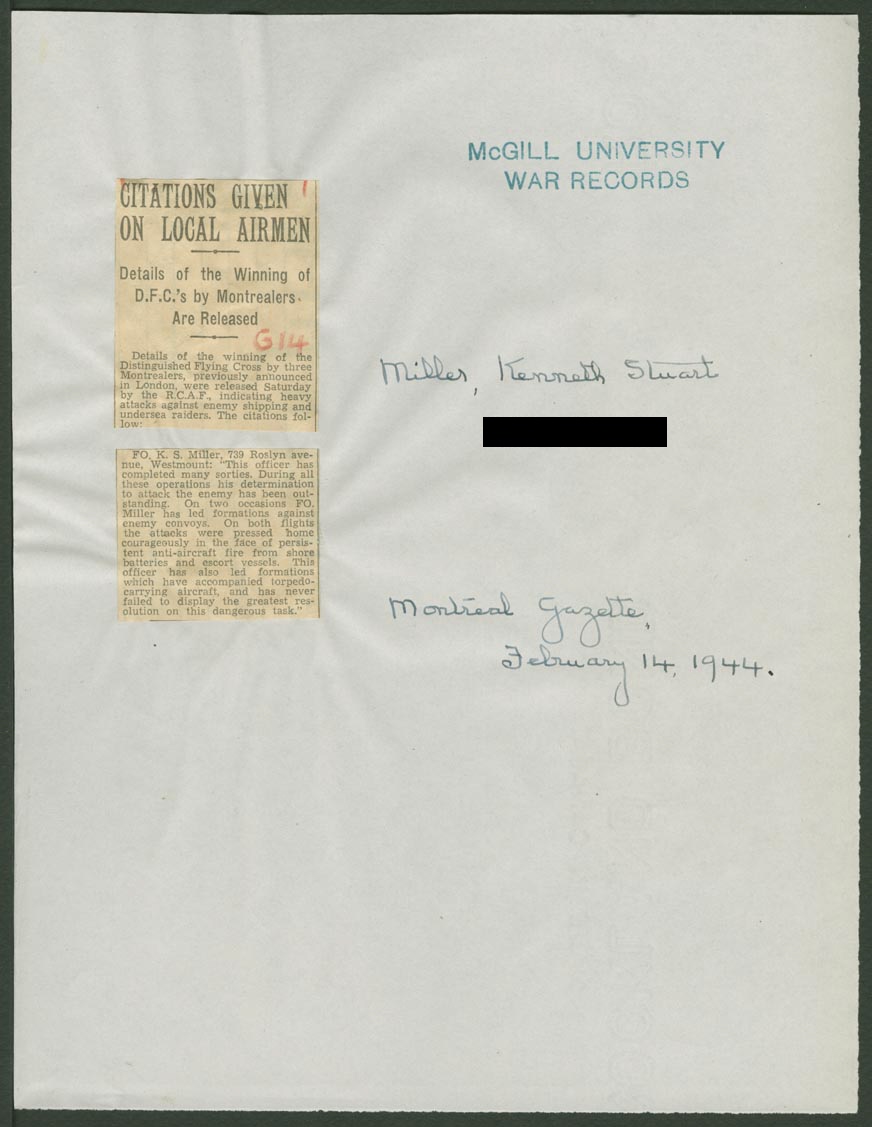 McGILL UNIVERSITY
WAR RECORDS
CITATIONS GIVEN
ON LOCAL AIRMEN
Details of the Winning of
D.F.C.'s by Montrealers
Are Released
G14
Details of the winning of the
Distinguished Flying Cross by three
Montrealers, previously announced
in London, were released Saturday
by the R.C.A.F., indicating heavy
attacks against enemy shipping and
undersea raiders. The citations fol-
low:
FO. K. S. Miller, 739 Roslyn ave-
nue, Westmount: "This officer has
completed many sorties. During all
these operations his determination
to attack the enemy has been out-
standing. On two occasions FO.
Miller has led formations against
enemy convoys. On both flights
the attacks were pressed home
courageously in the face of persis-
tent anti-aircraft fire from shore
batteries and escort vessels. This
officer has also led formations
which have accompanied torpedo-
carrying aircraft, and has never
failed to display the greatest res-
olution on this dangerous task."
Miller, Kenneth Stuart
Montreal Gazette,
February 14, 1944.